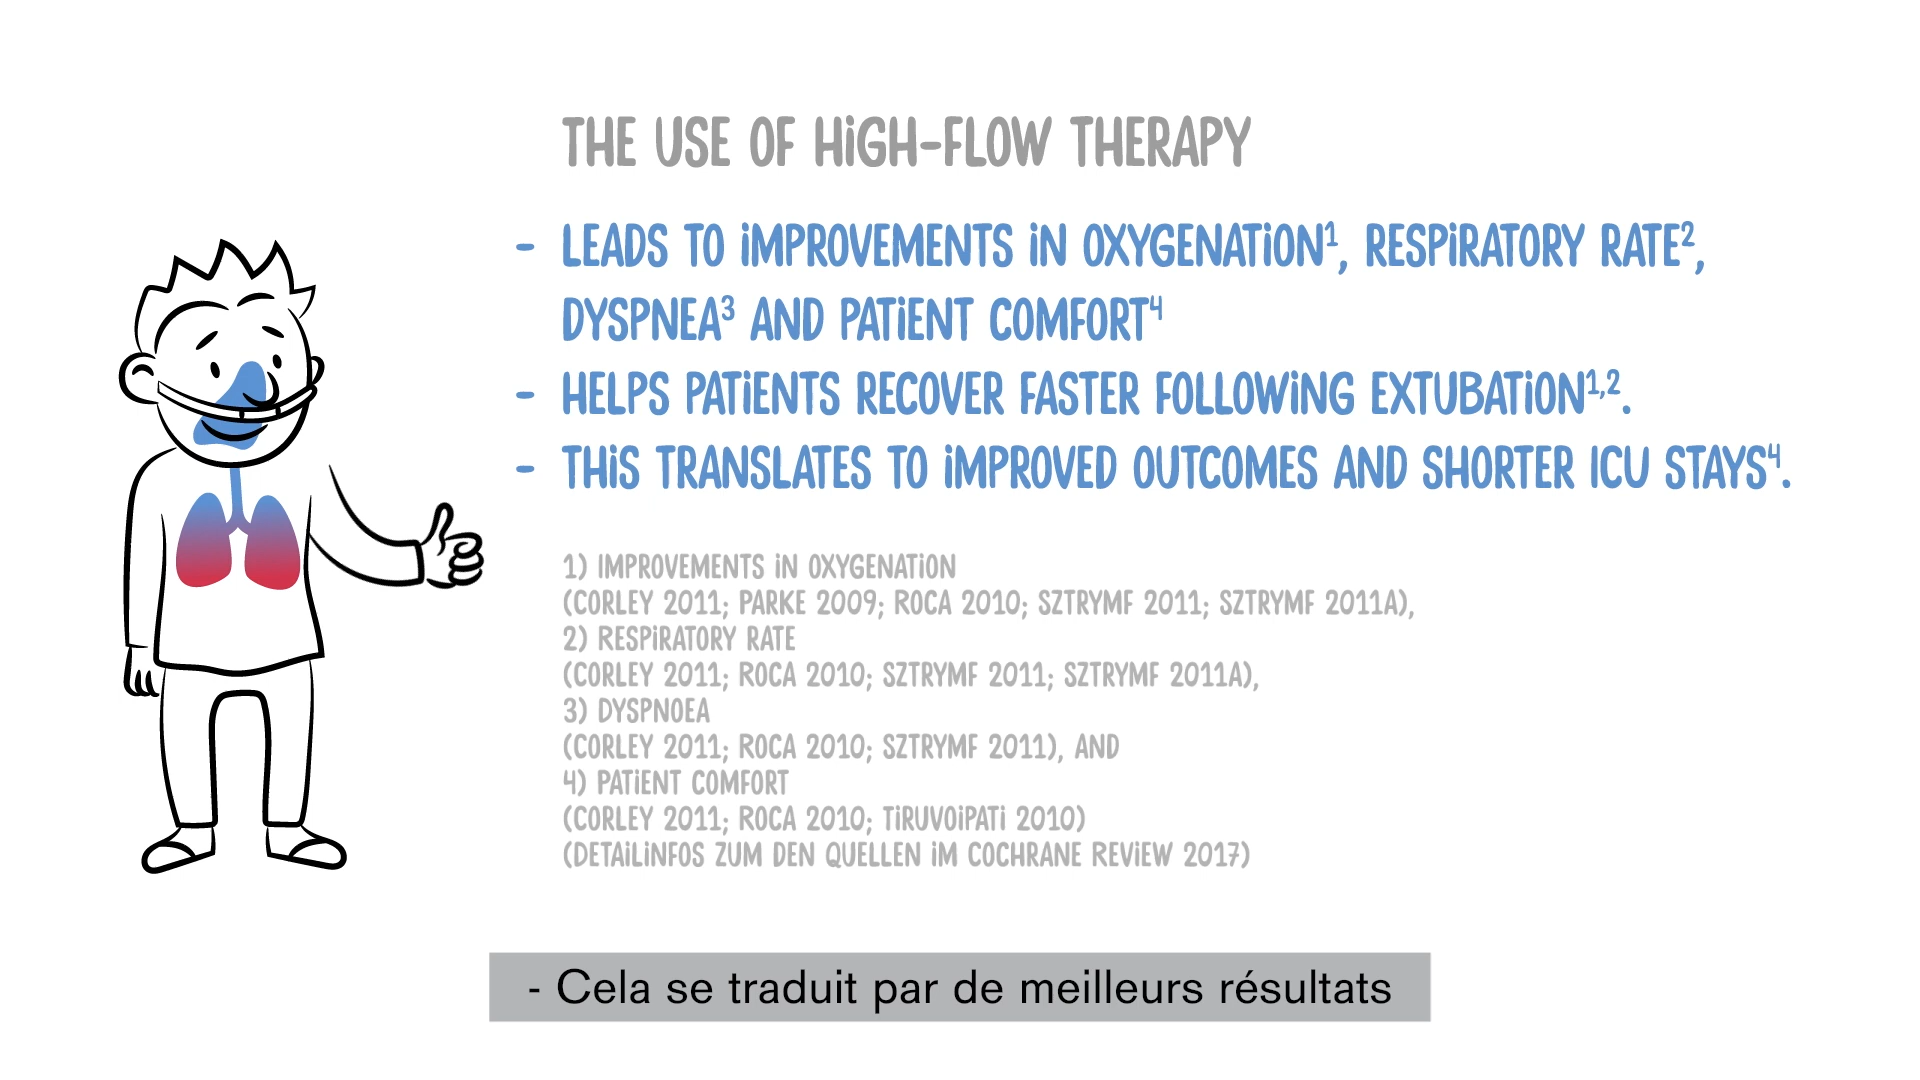 THE USE OF HiGH-FLOW THERAPY
- LEADS TO iMPROVEMENTS iN OXYGENATiON¹, RESPiRATORY RATE²,
DYSPNEA³ AND PATiENT COMFORT⁴
- HELPS PATiENTS RECOVER FASTER FOLLOWiNG EXTUBATiON¹,².
- THiS TRANSLATES TO iMPROVED OUTCOMES AND SHORTER ICU STAYS⁴.
1) IMPROVEMENTS iN OXYGENATiON
(CORLEY 2011; PARKE 2009; ROCA 2010; SZTRYMF 2011; SZTRYMF 2011A),
2) RESPiRATORY RATE
(CORLEY 2011; ROCA 2010; SZTRYMF 2011; SZTRYMF 2011A),
3) DYSPNOEA
(CORLEY 2011; ROCA 2010; SZTRYMF 2011), AND
4) PATiENT COMFORT
(CORLEY 2011; ROCA 2010; TiRUVOiPATi 2010)
(DETAiLiNFOS ZUM DEN QUELLEN iM COCHRANE REViEW 2017)
- Cela se traduit par de meilleurs résultats